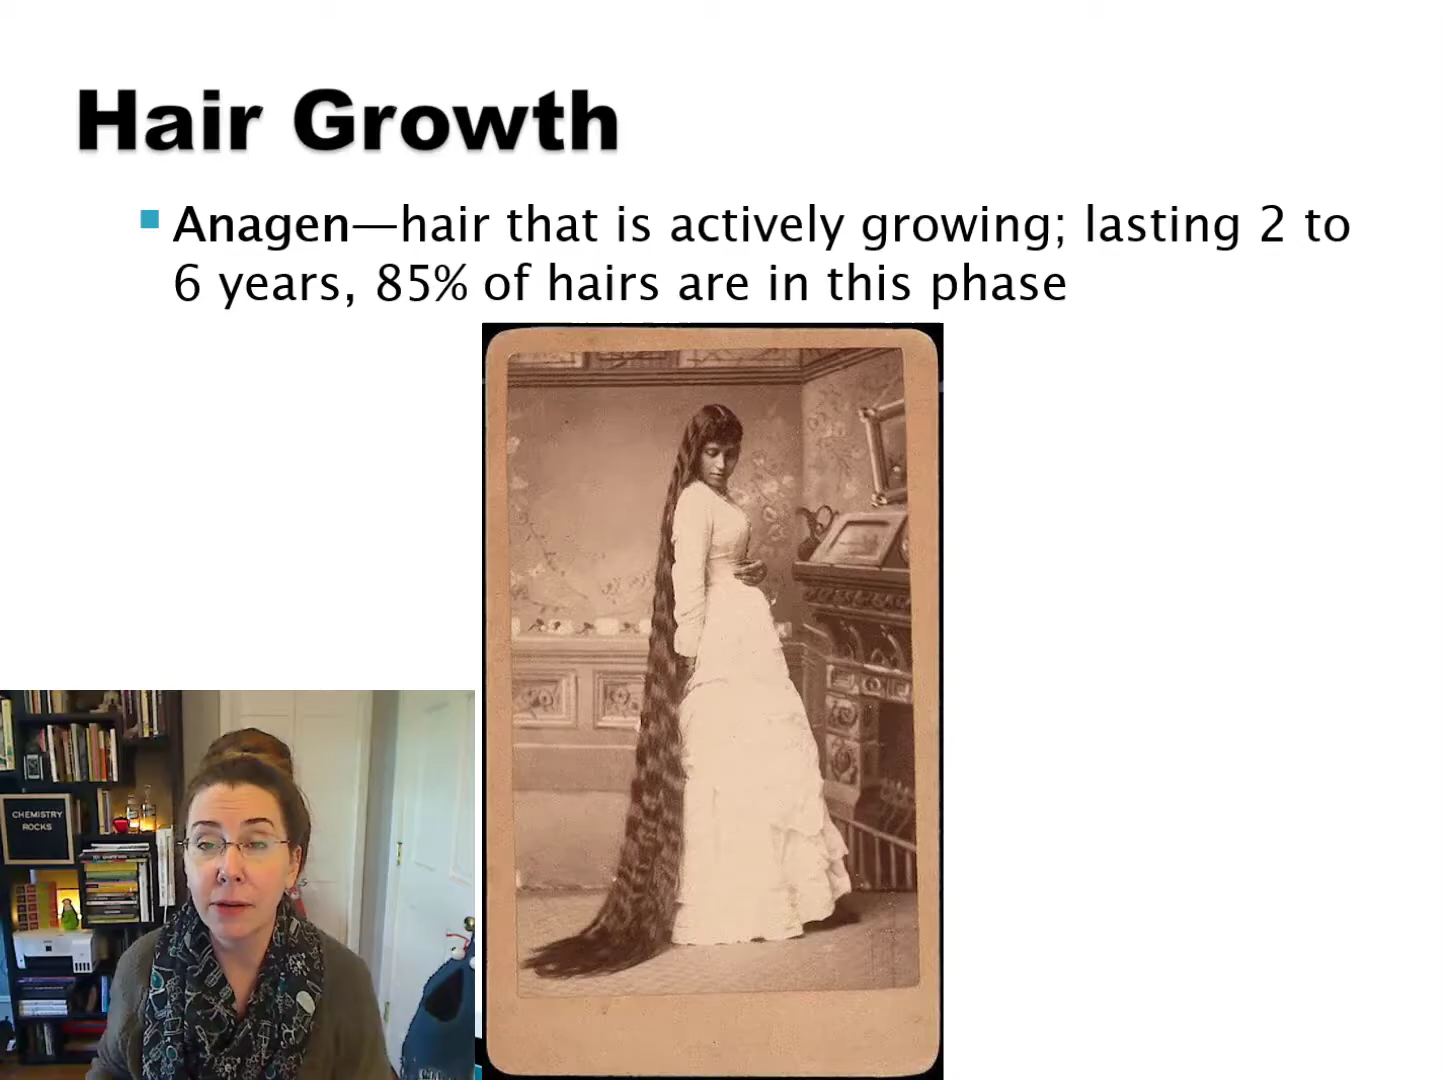 Hair Growth
Anagen—hair that is actively growing; lasting 2 to
6 years, 85% of hairs are in this phase
CHEMISTRY
ROCKS